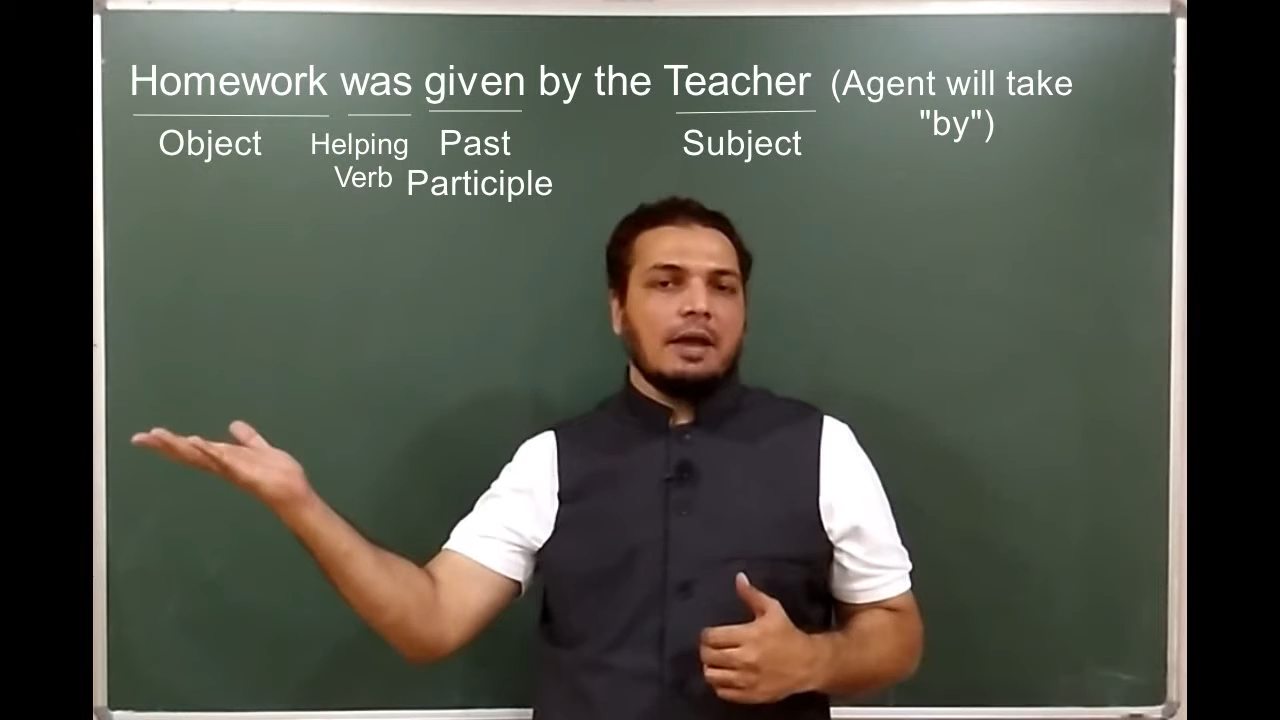 Homework was given by the Teacher (Agent will take
"by")
Object Helping Past Subject
Verb Participle